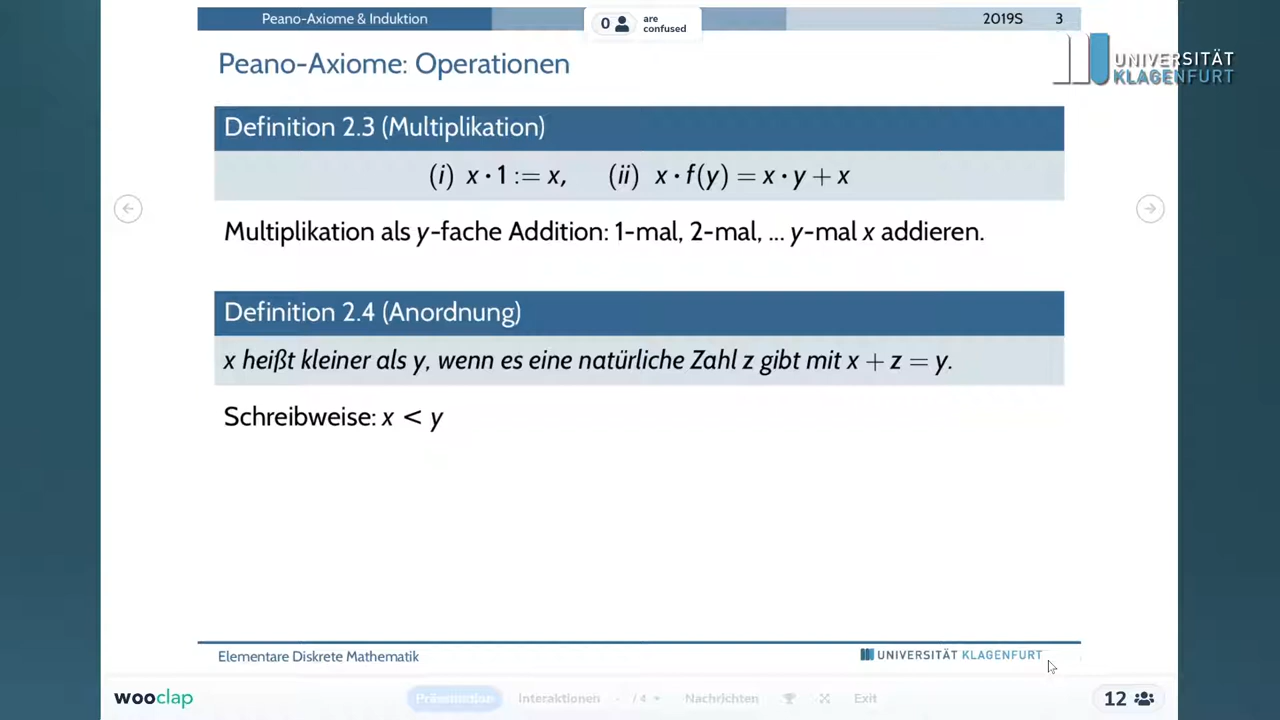 Peano-Axiome & Induktion
0 are confused
2019S 3
UNIVERSITÄT KLAGENFURT
Peano-Axiome: Operationen
Definition 2.3 (Multiplikation)
(i) x · 1 := x, (ii) x · f(y) = x · y + x
Multiplikation als y-fache Addition: 1-mal, 2-mal, ... y-mal x addieren.
Definition 2.4 (Anordnung)
x heißt kleiner als y, wenn es eine natürliche Zahl z gibt mit x + z = y.
Schreibweise: x < y
Elementare Diskrete Mathematik
UNIVERSITÄT KLAGENFURT
wooclap
Präsentation Interaktionen - / 4 Nachrichten Exit
12